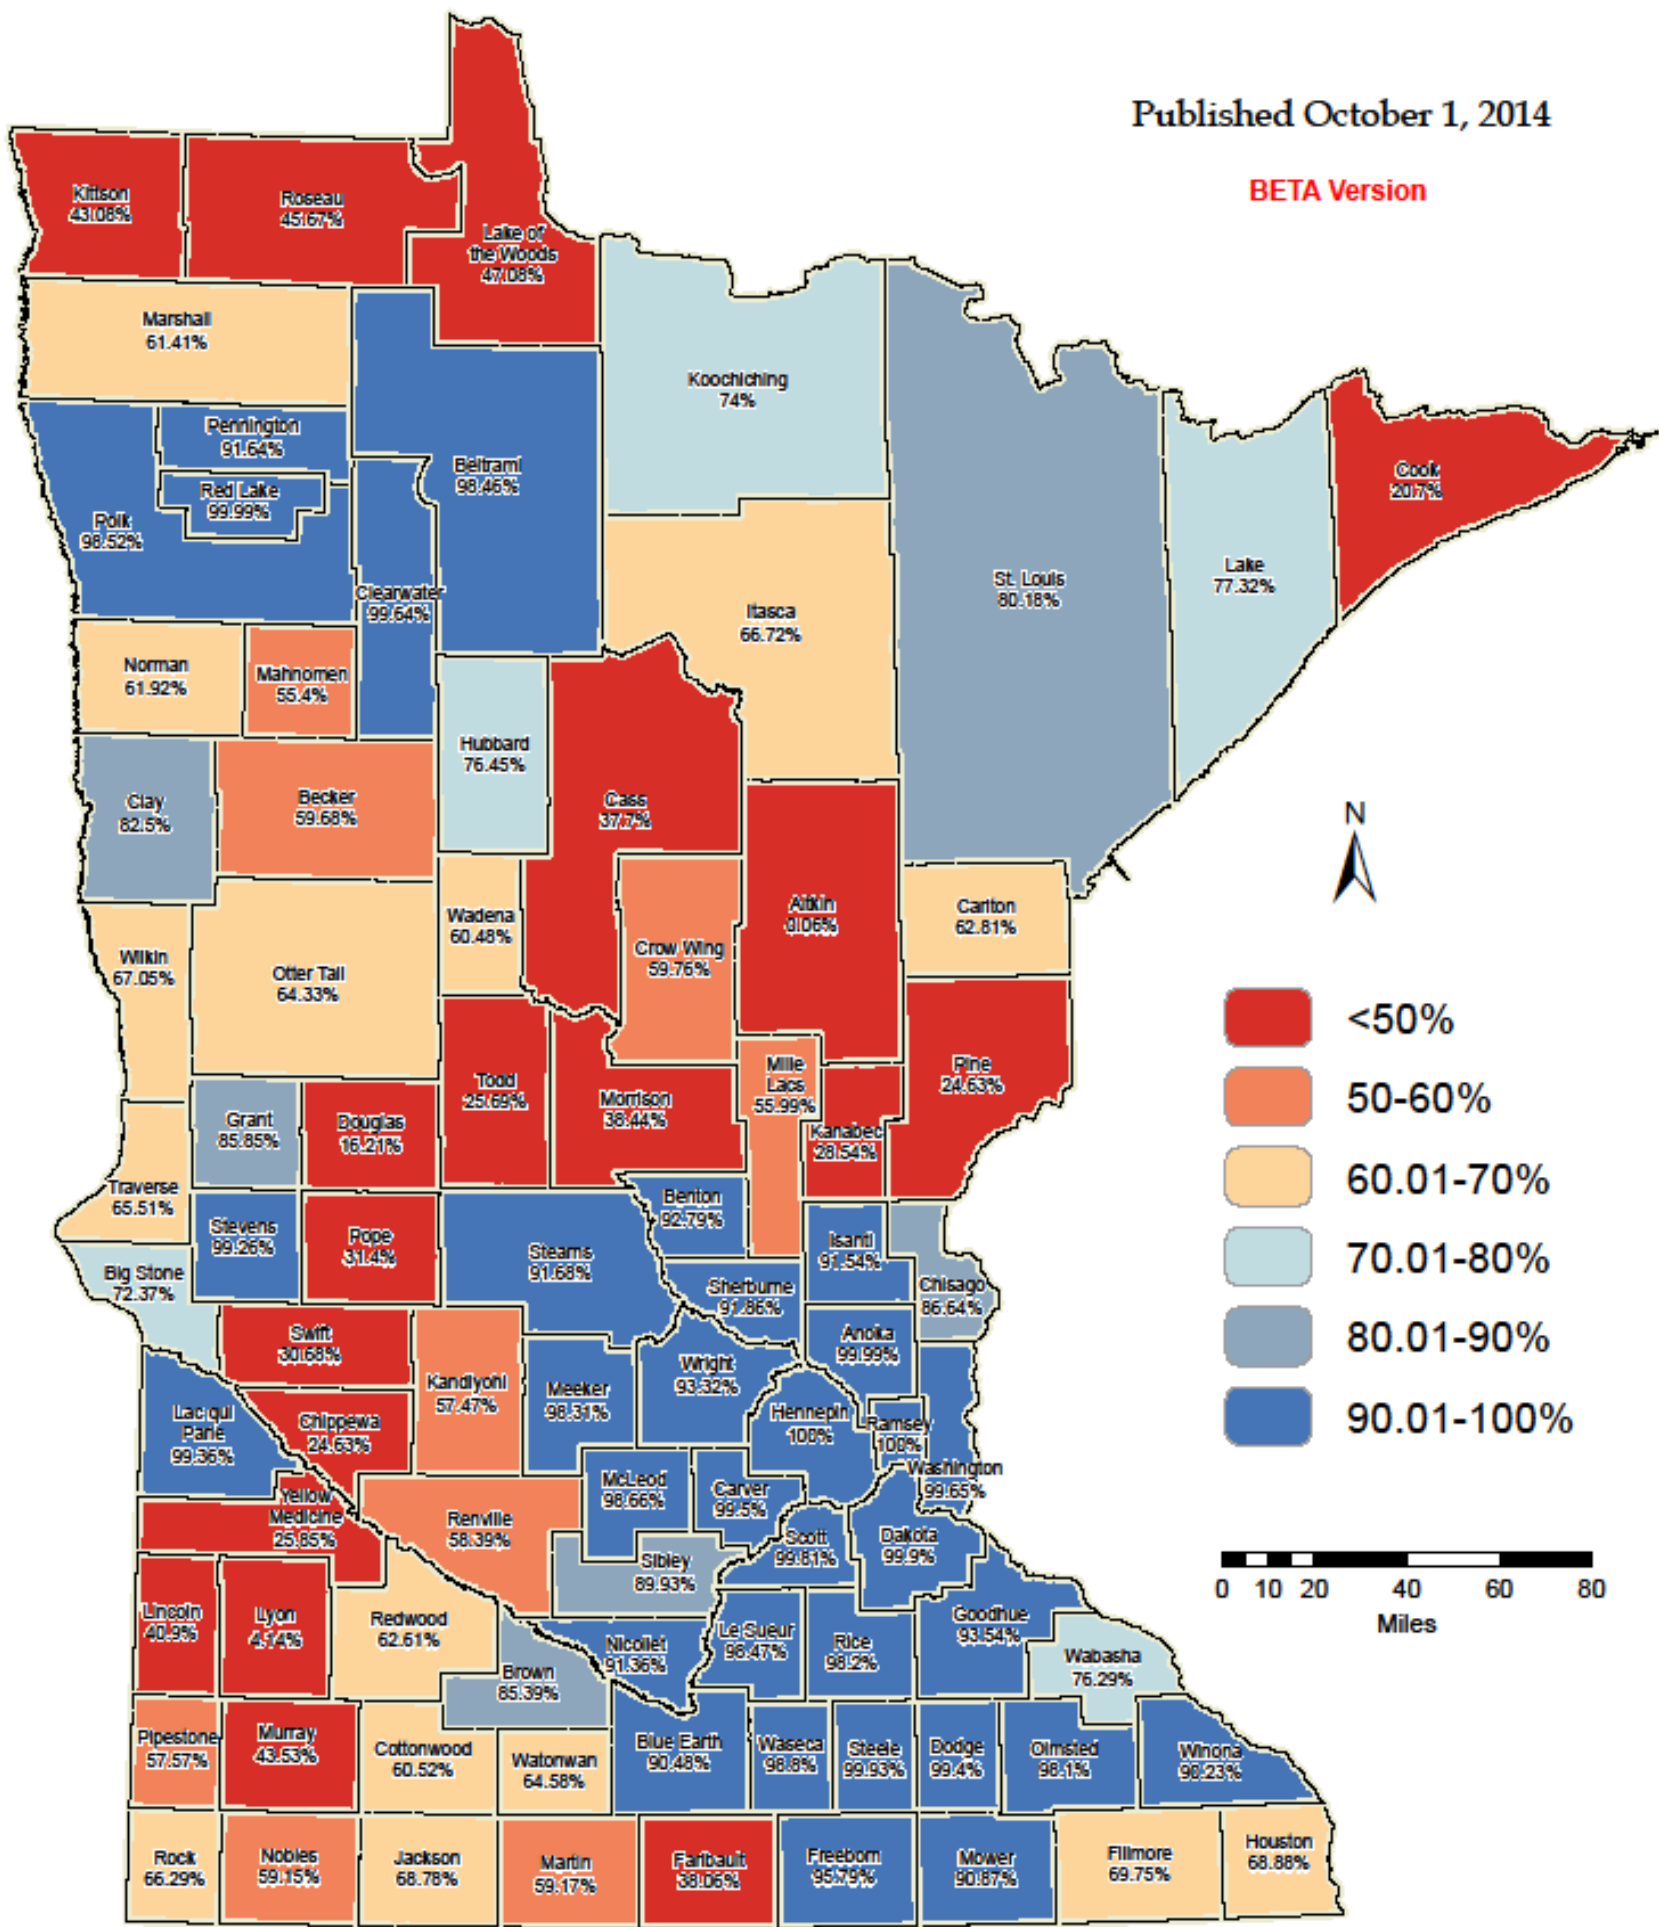 Published October 1, 2014
BETA Version
Kittson
43.08%
Roseau
45.67%
Lake of
the Woods
47.08%
Marshall
61.41%
Koochiching
74%
Pennington
91.64%
Red Lake
99.99%
Polk
98.52%
Beltrami
98.46%
Cook
20.7%
Clearwater
99.64%
Itasca
66.72%
St. Louis
80.18%
Lake
77.32%
Norman
61.92%
Mahnomen
55.4%
Hubbard
76.45%
Clay
82.5%
Becker
59.68%
Cass
37.7%
N
Wadena
60.48%
Aitkin
0.06%
Carlton
62.81%
Wilkin
67.05%
Otter Tail
64.33%
Crow Wing
59.76%
<50%
Todd
25.69%
Morrison
38.44%
Mille
Lacs
55.99%
Pine
24.63%
50-60%
Grant
85.85%
Douglas
16.21%
Kanabec
28.54%
60.01-70%
Traverse
65.51%
Stevens
99.26%
Pope
31.4%
Stearns
91.68%
Benton
92.79%
Isanti
91.54%
70.01-80%
Big Stone
72.37%
Sherburne
91.86%
Chisago
86.64%
80.01-90%
Swift
30.68%
Kandiyohi
57.47%
Meeker
98.31%
Wright
93.32%
Anoka
99.99%
90.01-100%
Lac qui
Parle
99.36%
Chippewa
24.63%
Hennepin
100%
Ramsey
100%
Washington
99.65%
Yellow
Medicine
25.85%
Renville
58.39%
McLeod
98.66%
Carver
99.5%
Scott
99.81%
Dakota
99.9%
Sibley
89.93%
0 10 20 40 60 80
Miles
Lincoln
40.9%
Lyon
4.14%
Redwood
62.61%
Brown
85.39%
Nicollet
91.36%
Le Sueur
96.47%
Rice
98.2%
Goodhue
93.54%
Wabasha
76.29%
Pipestone
57.57%
Murray
43.53%
Cottonwood
60.52%
Watonwan
64.58%
Blue Earth
90.48%
Waseca
98.8%
Steele
99.93%
Dodge
99.4%
Olmsted
98.1%
Winona
90.23%
Rock
66.29%
Nobles
59.15%
Jackson
68.78%
Martin
59.17%
Faribault
38.06%
Freeborn
95.79%
Mower
90.87%
Fillmore
69.75%
Houston
68.88%